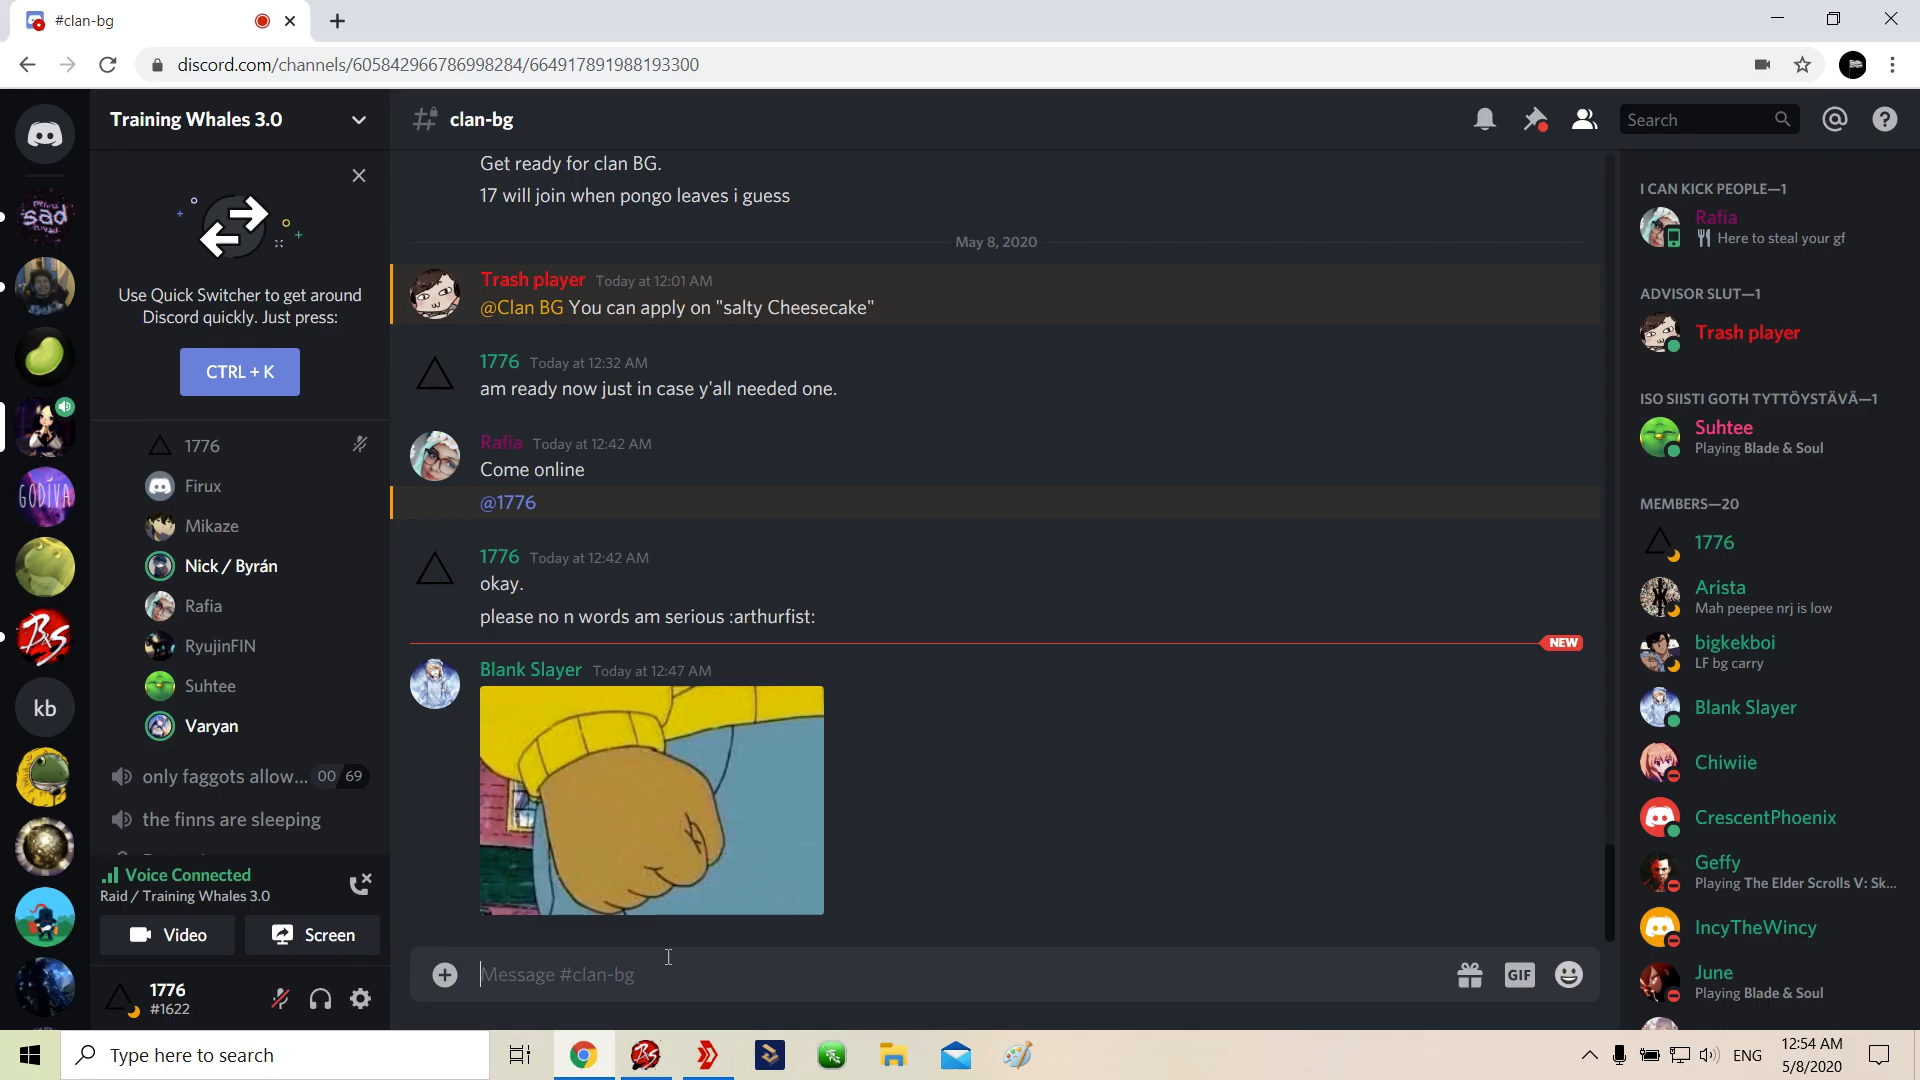 #clan-bg
discord.com/channels/605842966786998284/664917891988193300
Training Whales 3.0
clan-bg
Search
Get ready for clan BG.
17 will join when pongo leaves i guess
May 8, 2020
Use Quick Switcher to get around
Discord quickly. Just press:
CTRL + K
Trash player Today at 12:01 AM
@Clan BG You can apply on "salty Cheesecake"
1776 Today at 12:32 AM
am ready now just in case y'all needed one.
Rafia Today at 12:42 AM
Come online
@1776
1776 Today at 12:42 AM
okay.
please no n words am serious :arthurfist:
NEW
Blank Slayer Today at 12:47 AM
Message #clan-bg
GIF
sad
GODIVA
BS
kb
1776
Firux
Mikaze
Nick / Byrán
Rafia
RyujinFIN
Suhtee
Varyan
only faggots allow... 00 69
the finns are sleeping
Voice Connected
Raid / Training Whales 3.0
Video
Screen
1776
#1622
I CAN KICK PEOPLE—1
Rafia
Here to steal your gf
ADVISOR SLUT—1
Trash player
ISO SIISTI GOTH TYTTÖYSTÄVÄ—1
Suhtee
Playing Blade & Soul
MEMBERS—20
1776
Arista
Mah peepee nrj is low
bigkekboi
LF bg carry
Blank Slayer
Chiwiie
CrescentPhoenix
Geffy
Playing The Elder Scrolls V: Sk...
IncyTheWincy
June
Playing Blade & Soul
Type here to search
BS
ENG
12:54 AM
5/8/2020